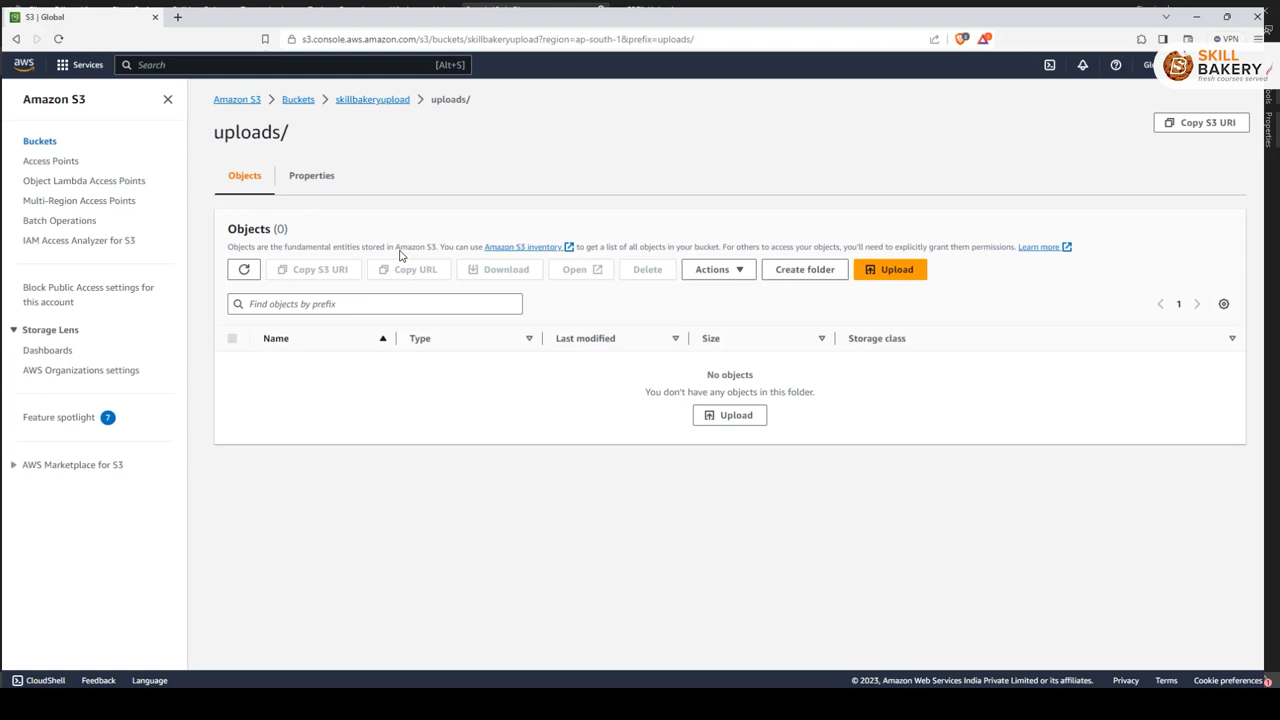 S3 | Global
s3.console.aws.amazon.com/s3/buckets/skillbakeryupload?region=ap-south-1&prefix=uploads/
VPN
aws
Services
Search
[Alt+S]
SKILL
BAKERY
fresh courses served
Amazon S3
Buckets
Access Points
Object Lambda Access Points
Multi-Region Access Points
Batch Operations
IAM Access Analyzer for S3
Block Public Access settings for
this account
Storage Lens
Dashboards
AWS Organizations settings
Feature spotlight 7
AWS Marketplace for S3
Amazon S3 > Buckets > skillbakeryupload > uploads/
uploads/
Copy S3 URI
Objects
Properties
Objects (0)
Objects are the fundamental entities stored in Amazon S3. You can use Amazon S3 inventory to get a list of all objects in your bucket. For others to access your objects, you'll need to explicitly grant them permissions. Learn more
Copy S3 URI
Copy URL
Download
Open
Delete
Actions
Create folder
Upload
Find objects by prefix
1
Name
Type
Last modified
Size
Storage class
No objects
You don't have any objects in this folder.
Upload
CloudShell
Feedback
Language
© 2023, Amazon Web Services India Private Limited or its affiliates.
Privacy
Terms
Cookie preferences
Properties